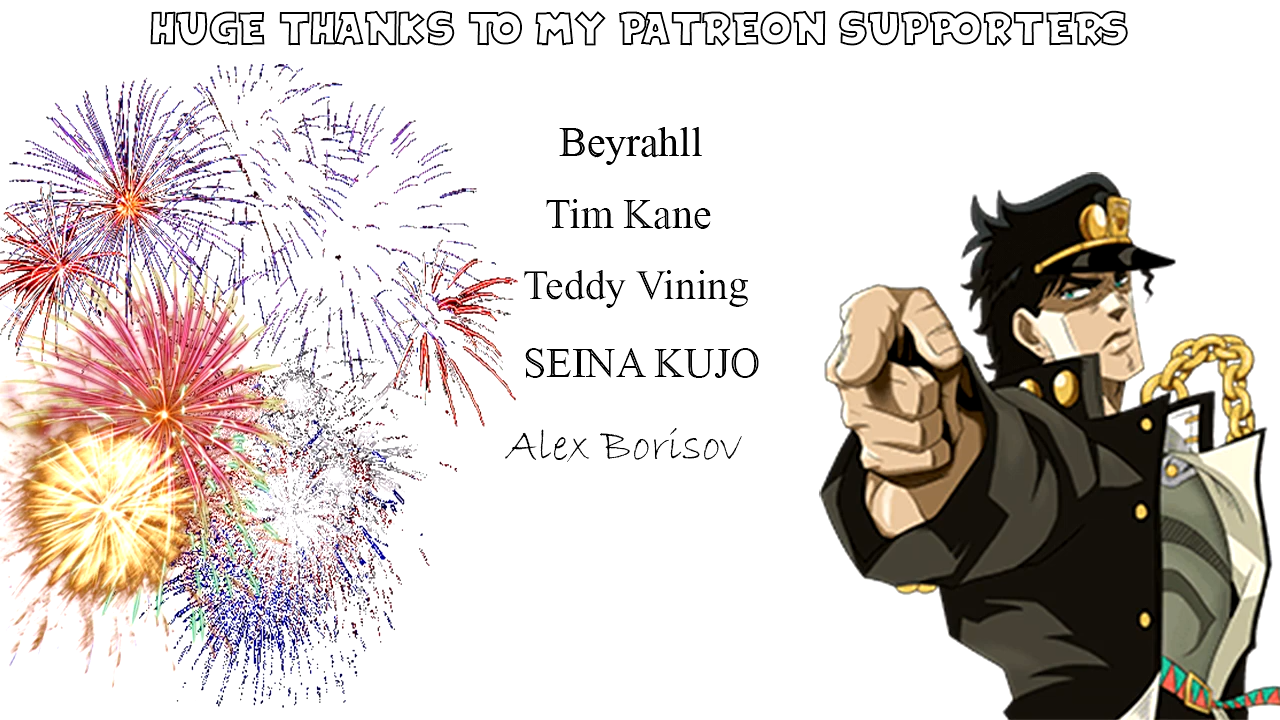 HUGE THANKS TO MY PATREON SUPPORTERS
Beyrahll
Tim Kane
Teddy Vining
SEINA KUJO
Alex Borisov